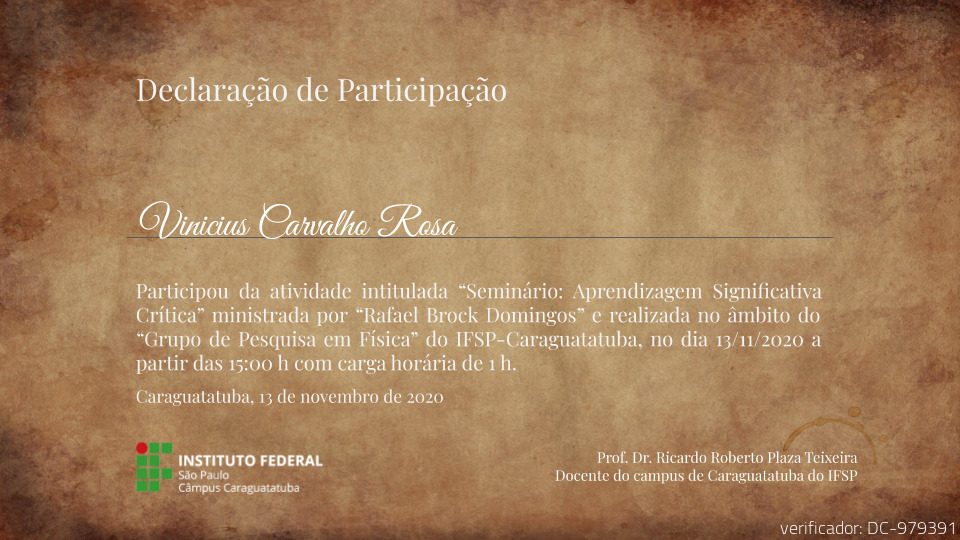 Declaração de Participação
Vinicius Carvalho Rosa
Participou da atividade intitulada “Seminário: Aprendizagem Significativa
Crítica” ministrada por “Rafael Brock Domingos” e realizada no âmbito do
“Grupo de Pesquisa em Física” do IFSP-Caraguatatuba, no dia 13/11/2020 a
partir das 15:00 h com carga horária de 1 h.
Caraguatatuba, 13 de novembro de 2020
INSTITUTO FEDERAL
São Paulo
Câmpus Caraguatatuba
Prof. Dr. Ricardo Roberto Plaza Teixeira
Docente do campus de Caraguatatuba do IFSP
verificador: DC-979391